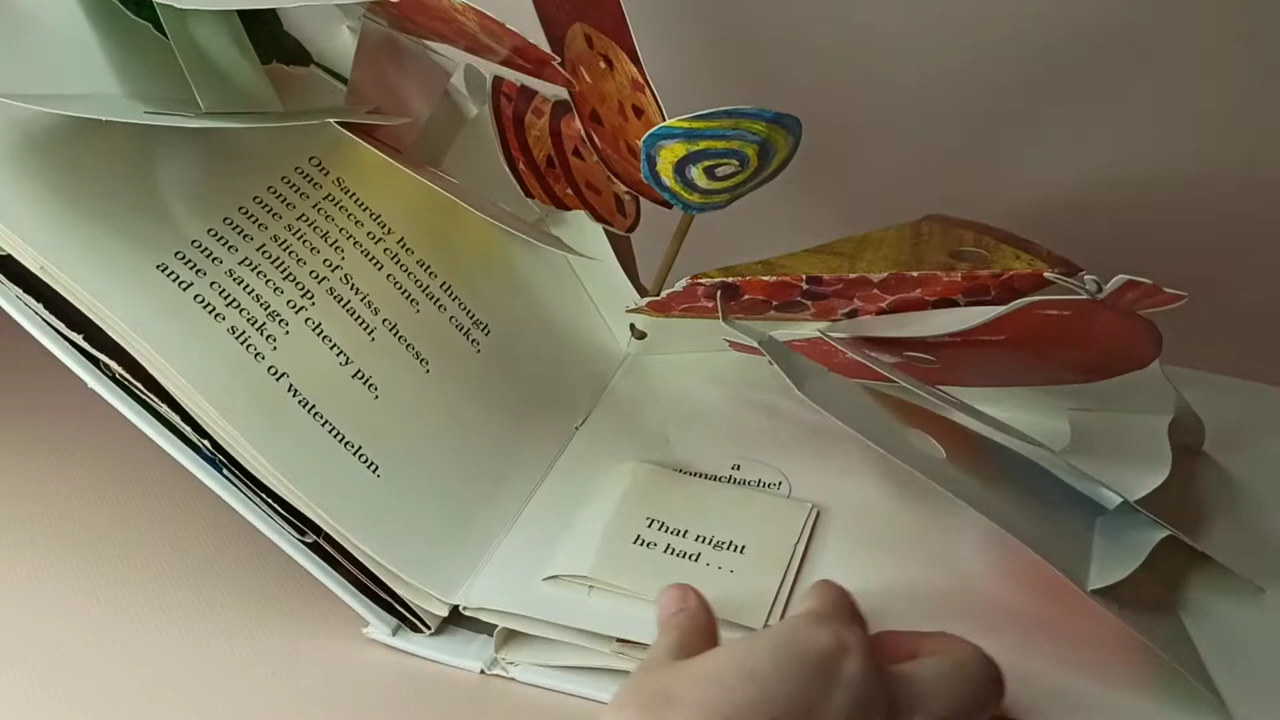 On Saturday he ate through
one piece of chocolate cake,
one ice-cream cone,
one pickle,
one slice of Swiss cheese,
one slice of salami,
one lollipop,
one piece of cherry pie,
one sausage,
one cupcake,
and one slice of watermelon.
a
stomachache!
That night
he had . . .